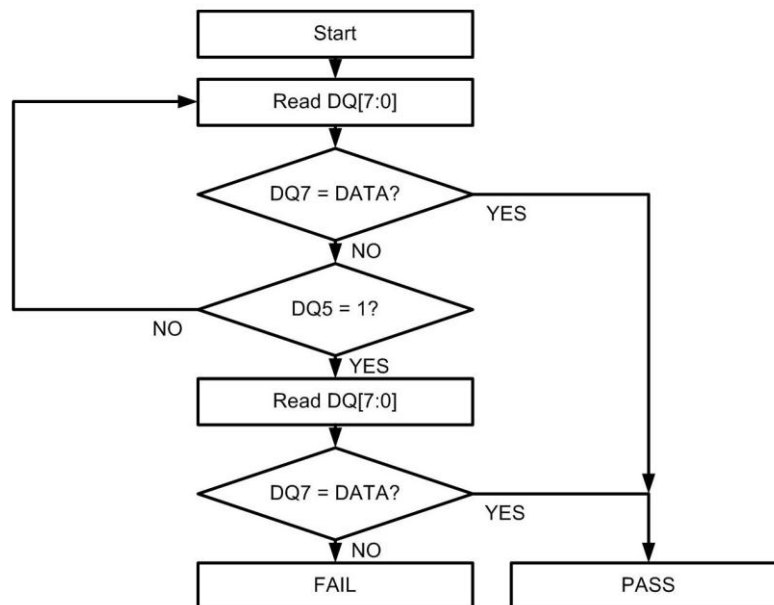 Start
Read DQ[7:0]
DQ7 = DATA?
YES
NO
DQ5 = 1?
NO
YES
Read DQ[7:0]
DQ7 = DATA?
YES
NO
FAIL
PASS